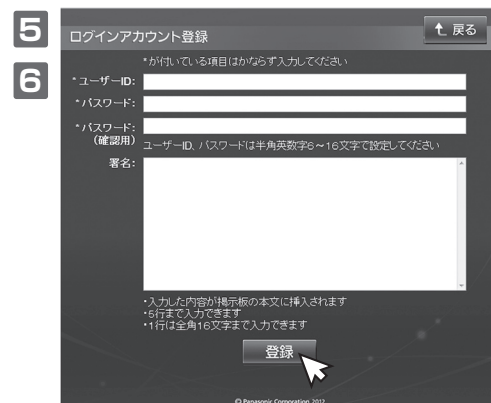 5
6
ログインアカウント登録
戻る
*が付いている項目はかならず入力してください
*ユーザーID:
*パスワード:
*パスワード:
(確認用)
ユーザーID、パスワードは半角英数字6～16文字で設定してください
署名:
・入力した内容が掲示板の本文に挿入されます
・5行まで入力できます
・1行は全角16文字まで入力できます
登録
© Panasonic Corporation 2012